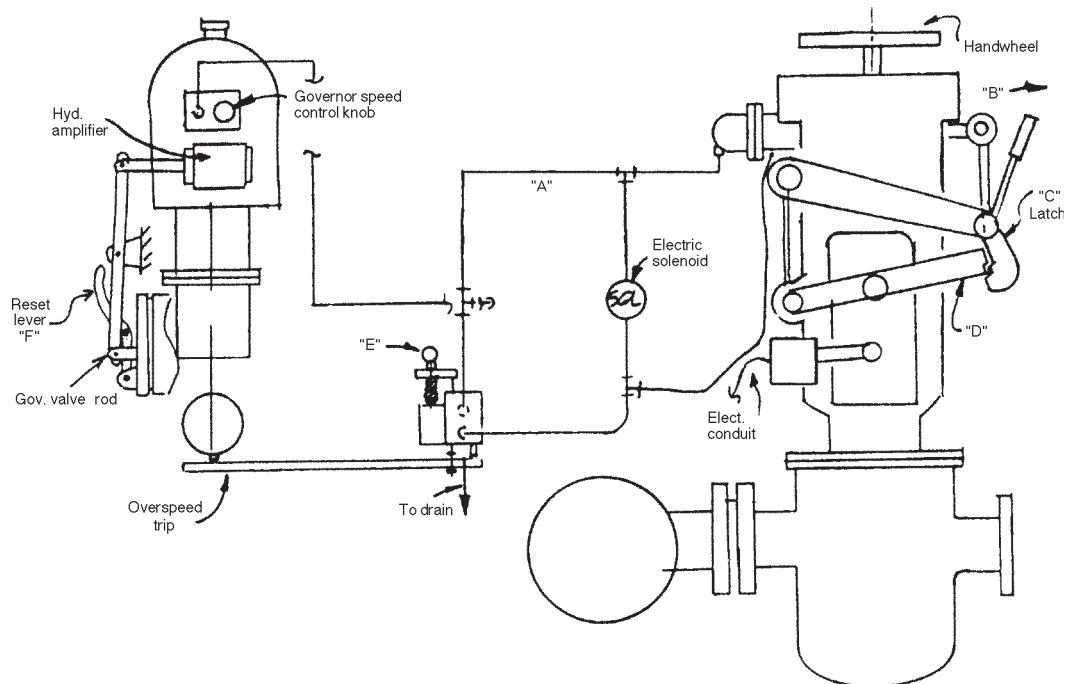 Handwheel
"B"
Governor speed
control knob
Hyd.
amplifier
"A"
"C"
Latch
Electric
solenoid
SOL
Reset
lever
"F"
"E"
"D"
Gov. valve rod
Elect.
conduit
To drain
Overspeed
trip